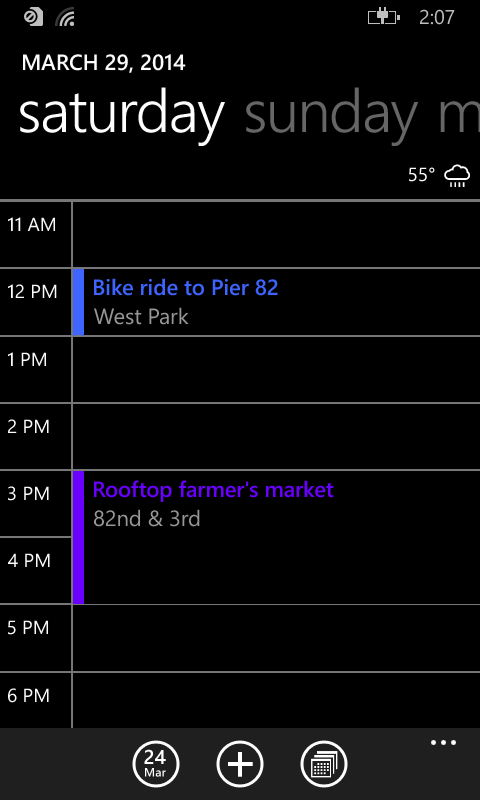 2:07
MARCH 29, 2014
saturday sunday m
55°
11 AM
12 PM
Bike ride to Pier 82
West Park
1 PM
2 PM
3 PM
Rooftop farmer's market
82nd & 3rd
4 PM
5 PM
6 PM
24
Mar